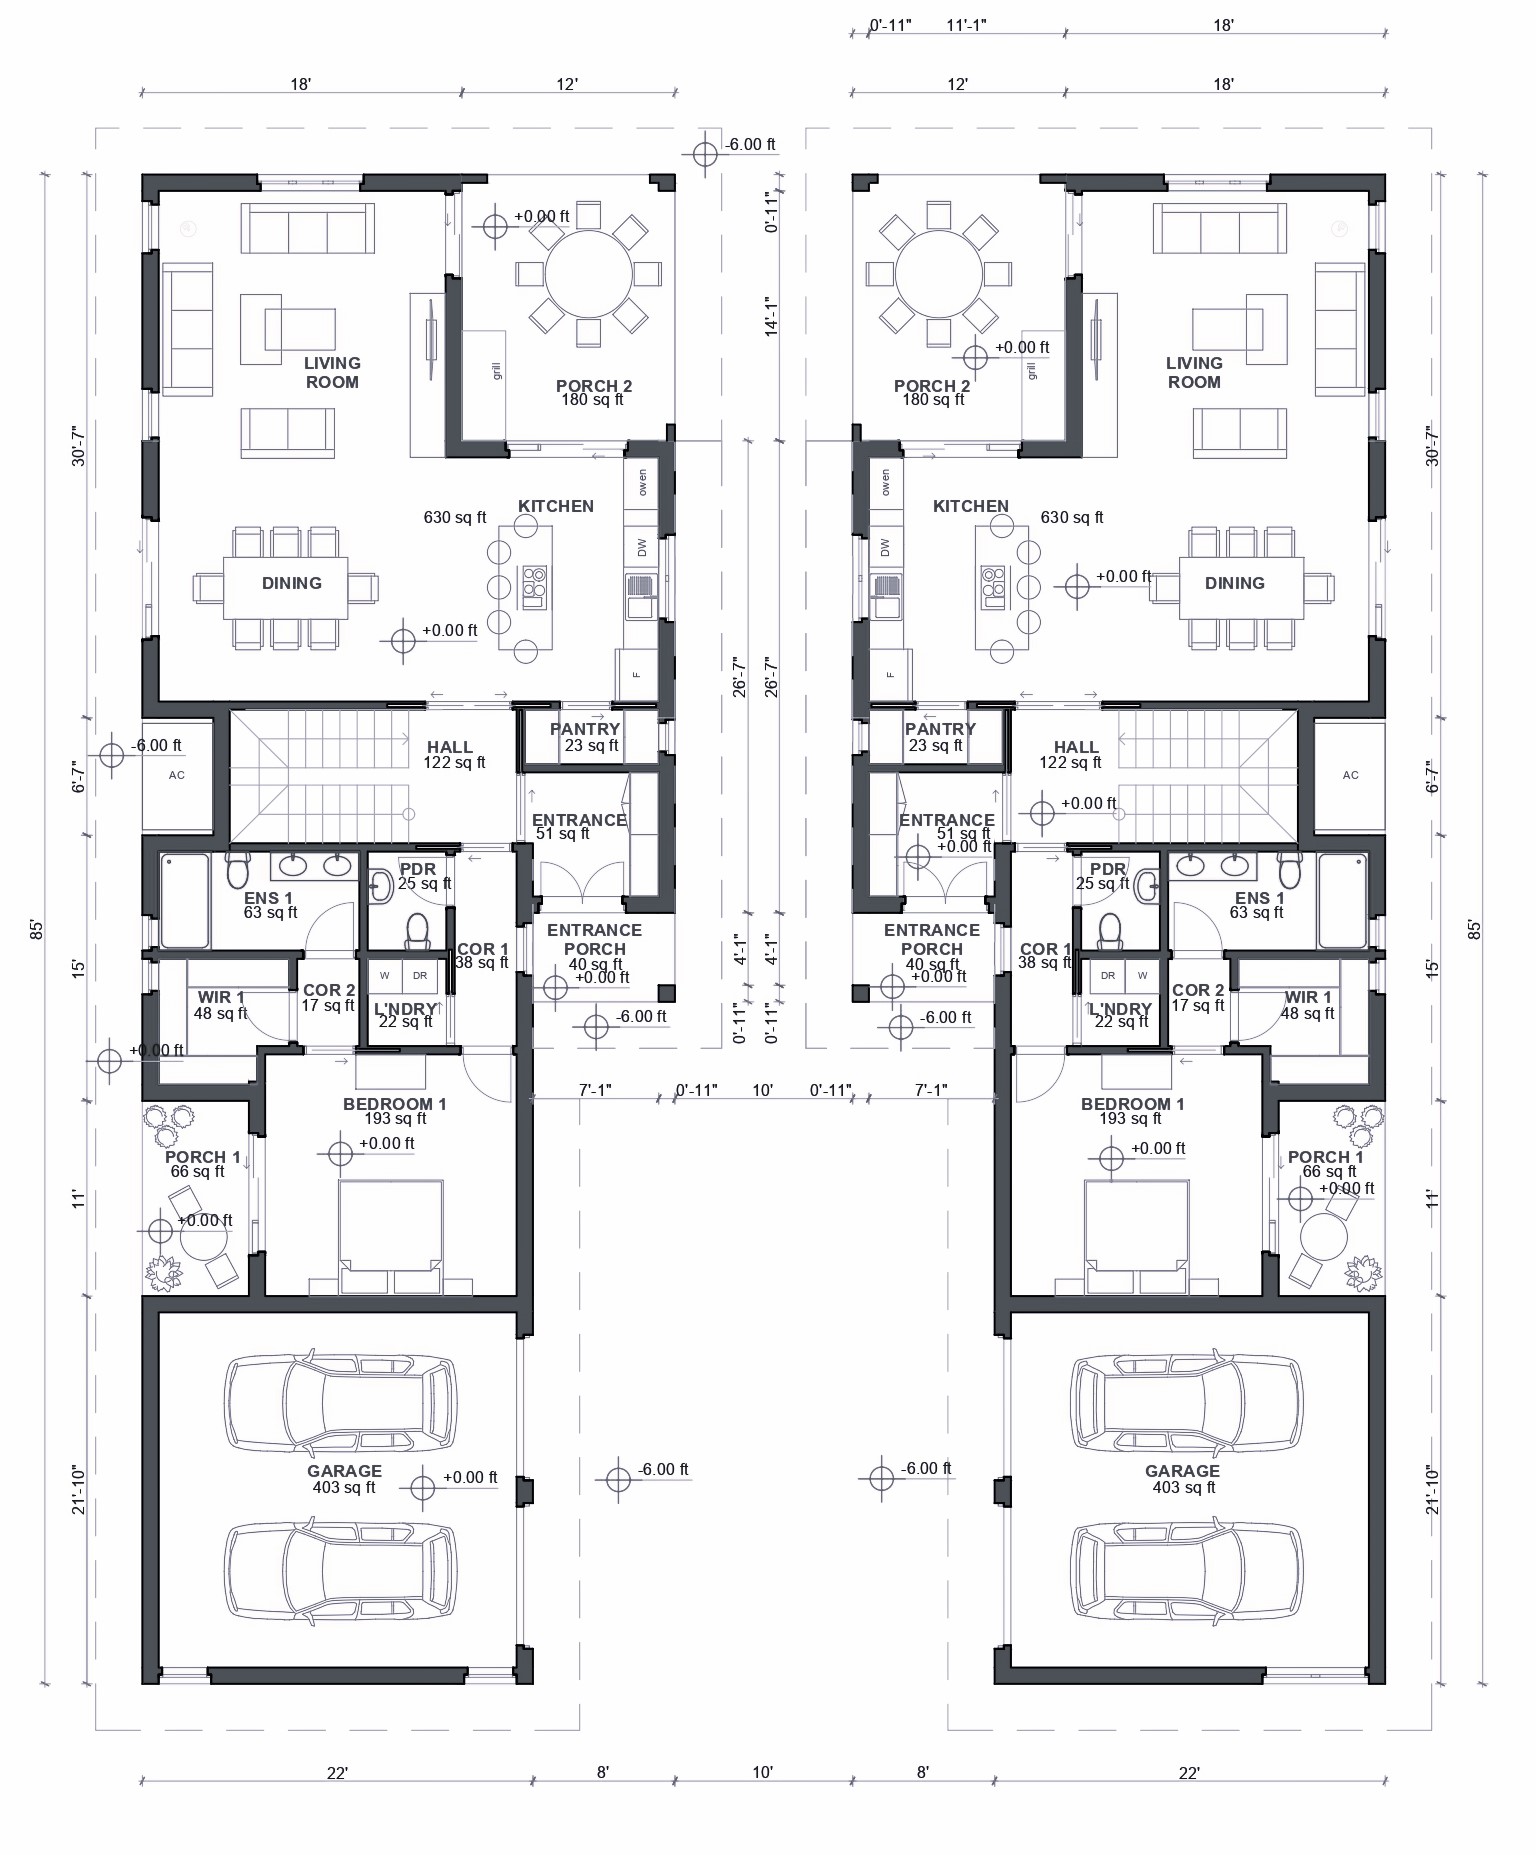 0'-11" 11'-1" 18'
18' 12' 12' 18'
-6.00 ft
+0.00 ft
0'-11"
14'-1"
+0.00 ft
LIVING
ROOM
grill
PORCH 2
180 sq ft
PORCH 2
180 sq ft
grill
LIVING
ROOM
30'-7"
30'-7"
KITCHEN
630 sq ft
owen
DW
F
owen
DW
F
KITCHEN
630 sq ft
DINING
+0.00 ft
+0.00 ft
DINING
26'-7"
26'-7"
-6.00 ft
AC
6'-7"
HALL
122 sq ft
PANTRY
23 sq ft
PANTRY
23 sq ft
HALL
122 sq ft
+0.00 ft
AC
6'-7"
ENTRANCE
51 sq ft
ENTRANCE
51 sq ft
+0.00 ft
ENS 1
63 sq ft
PDR
25 sq ft
PDR
25 sq ft
ENS 1
63 sq ft
85'
15'
COR 1
38 sq ft
ENTRANCE
PORCH
40 sq ft
+0.00 ft
4'-1"
4'-1"
ENTRANCE
PORCH
40 sq ft
+0.00 ft
COR 1
38 sq ft
15'
85'
WIR 1
48 sq ft
COR 2
17 sq ft
W DR
L'NDRY
22 sq ft
-6.00 ft
0'-11"
0'-11"
-6.00 ft
DR W
L'NDRY
22 sq ft
COR 2
17 sq ft
WIR 1
48 sq ft
+0.00 ft
7'-1" 0'-11" 10' 0'-11" 7'-1"
BEDROOM 1
193 sq ft
+0.00 ft
BEDROOM 1
193 sq ft
+0.00 ft
PORCH 1
66 sq ft
+0.00 ft
PORCH 1
66 sq ft
+0.00 ft
11'
11'
GARAGE
403 sq ft
+0.00 ft
-6.00 ft
-6.00 ft
GARAGE
403 sq ft
21'-10"
21'-10"
22' 8' 10' 8' 22'